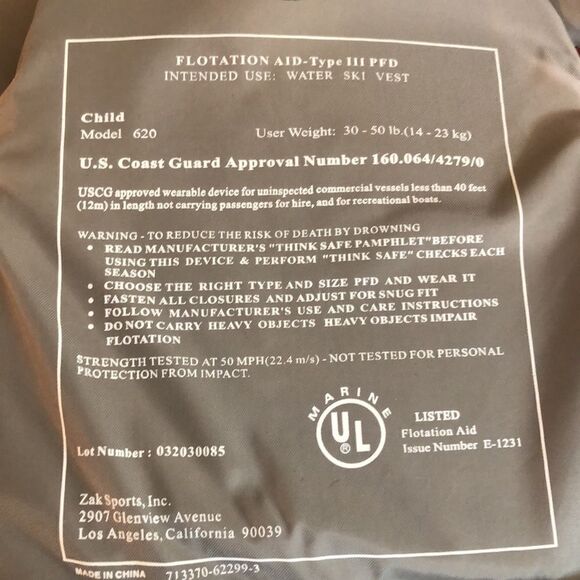 FLOTATION AID-Type III PFD
INTENDED USE: WATER SKI VEST
Child
Model 620 User Weight: 30 - 50 lb.(14 - 23 kg)
U.S. Coast Guard Approval Number 160.064/4279/0
USCG approved wearable device for uninspected commercial vessels less than 40 feet
(12m) in length not carrying passengers for hire, and for recreational boats.
WARNING - TO REDUCE THE RISK OF DEATH BY DROWNING
• READ MANUFACTURER'S "THINK SAFE PAMPHLET"BEFORE
USING THIS DEVICE & PERFORM "THINK SAFE" CHECKS EACH
SEASON
• CHOOSE THE RIGHT TYPE AND SIZE PFD AND WEAR IT
• FASTEN ALL CLOSURES AND ADJUST FOR SNUG FIT
• FOLLOW MANUFACTURER'S USE AND CARE INSTRUCTIONS
• DO NOT CARRY HEAVY OBJECTS HEAVY OBJECTS IMPAIR
FLOTATION
STRENGTH TESTED AT 50 MPH(22.4 m/s) - NOT TESTED FOR PERSONAL
PROTECTION FROM IMPACT.
MARINE
UL
®
LISTED
Flotation Aid
Issue Number E-1231
Lot Number : 032030085
Zak Sports, Inc.
2907 Glenview Avenue
Los Angeles, California 90039
MADE IN CHINA 713370-62299-3